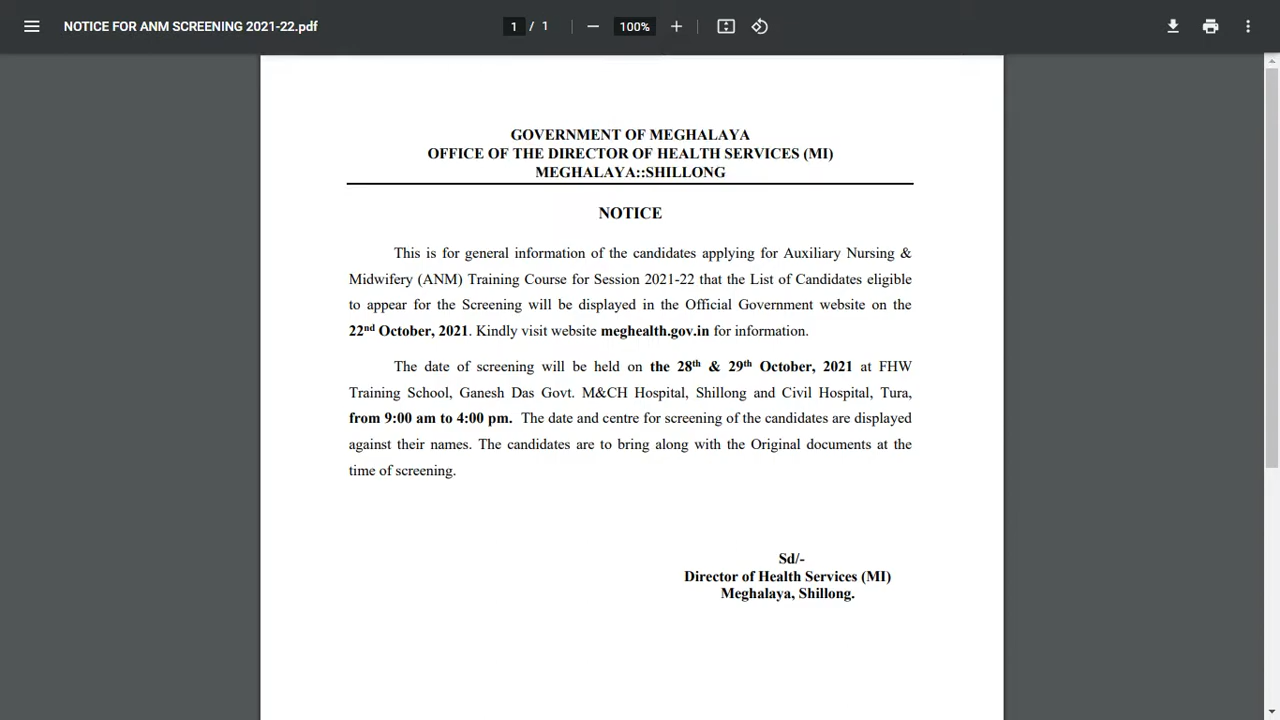 NOTICE FOR ANM SCREENING 2021-22.pdf
1 / 1
100%
GOVERNMENT OF MEGHALAYA
OFFICE OF THE DIRECTOR OF HEALTH SERVICES (MI)
MEGHALAYA::SHILLONG
NOTICE
This is for general information of the candidates applying for Auxiliary Nursing &
Midwifery (ANM) Training Course for Session 2021-22 that the List of Candidates eligible
to appear for the Screening will be displayed in the Official Government website on the
22nd October, 2021. Kindly visit website meghealth.gov.in for information.
The date of screening will be held on the 28th & 29th October, 2021 at FHW
Training School, Ganesh Das Govt. M&CH Hospital, Shillong and Civil Hospital, Tura,
from 9:00 am to 4:00 pm. The date and centre for screening of the candidates are displayed
against their names. The candidates are to bring along with the Original documents at the
time of screening.
Sd/-
Director of Health Services (MI)
Meghalaya, Shillong.